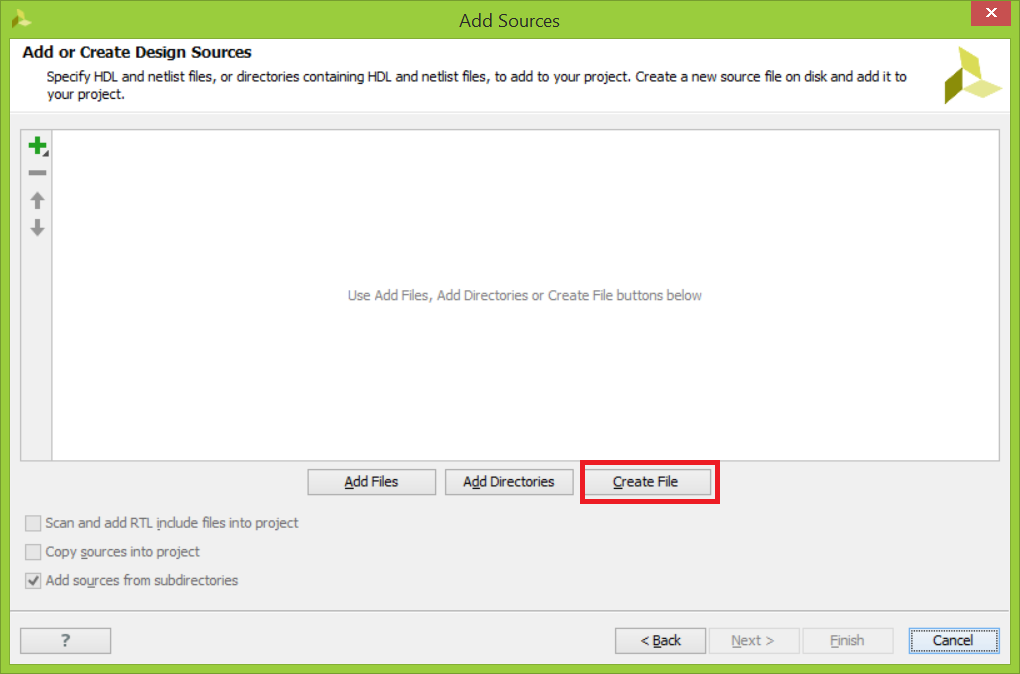 Add Sources
Add or Create Design Sources
Specify HDL and netlist files, or directories containing HDL and netlist files, to add to your project. Create a new source file on disk and add it to
your project.
Use Add Files, Add Directories or Create File buttons below
Add Files
Add Directories
Create File
Scan and add RTL include files into project
Copy sources into project
Add sources from subdirectories
?
< Back
Next >
Finish
Cancel